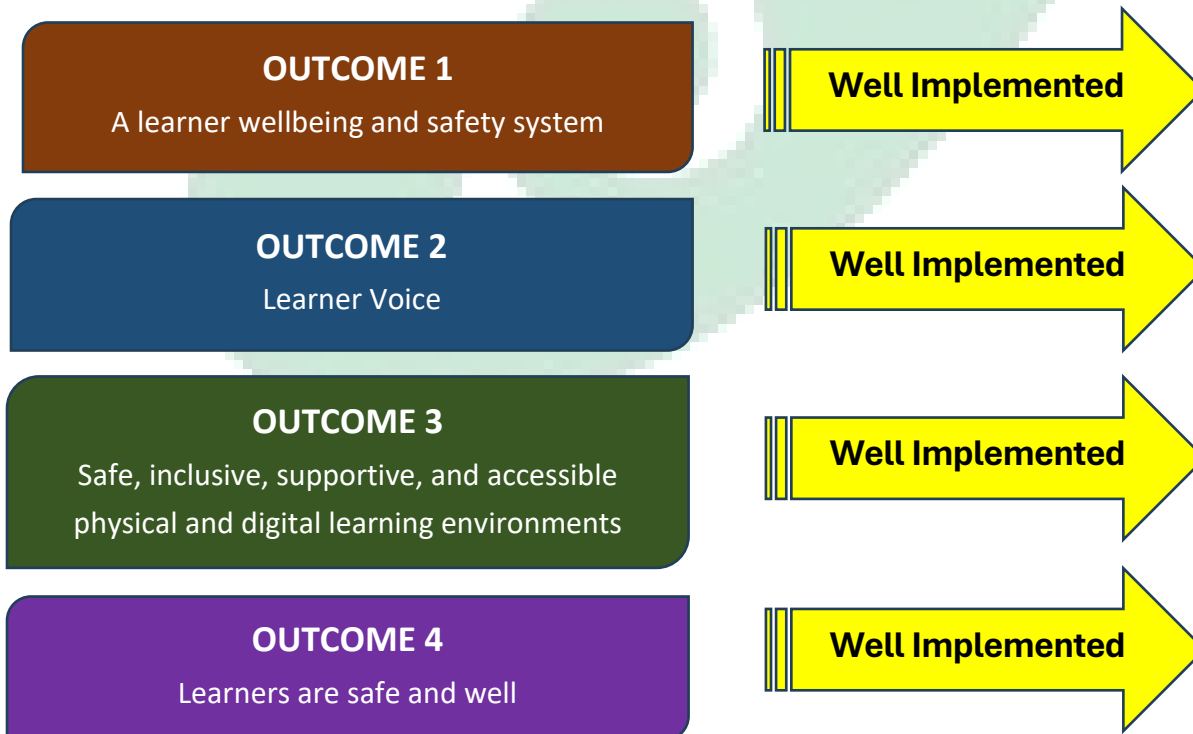 OUTCOME 1
A learner wellbeing and safety system
Well Implemented
OUTCOME 2
Learner Voice
Well Implemented
OUTCOME 3
Safe, inclusive, supportive, and accessible
physical and digital learning environments
Well Implemented
OUTCOME 4
Learners are safe and well
Well Implemented